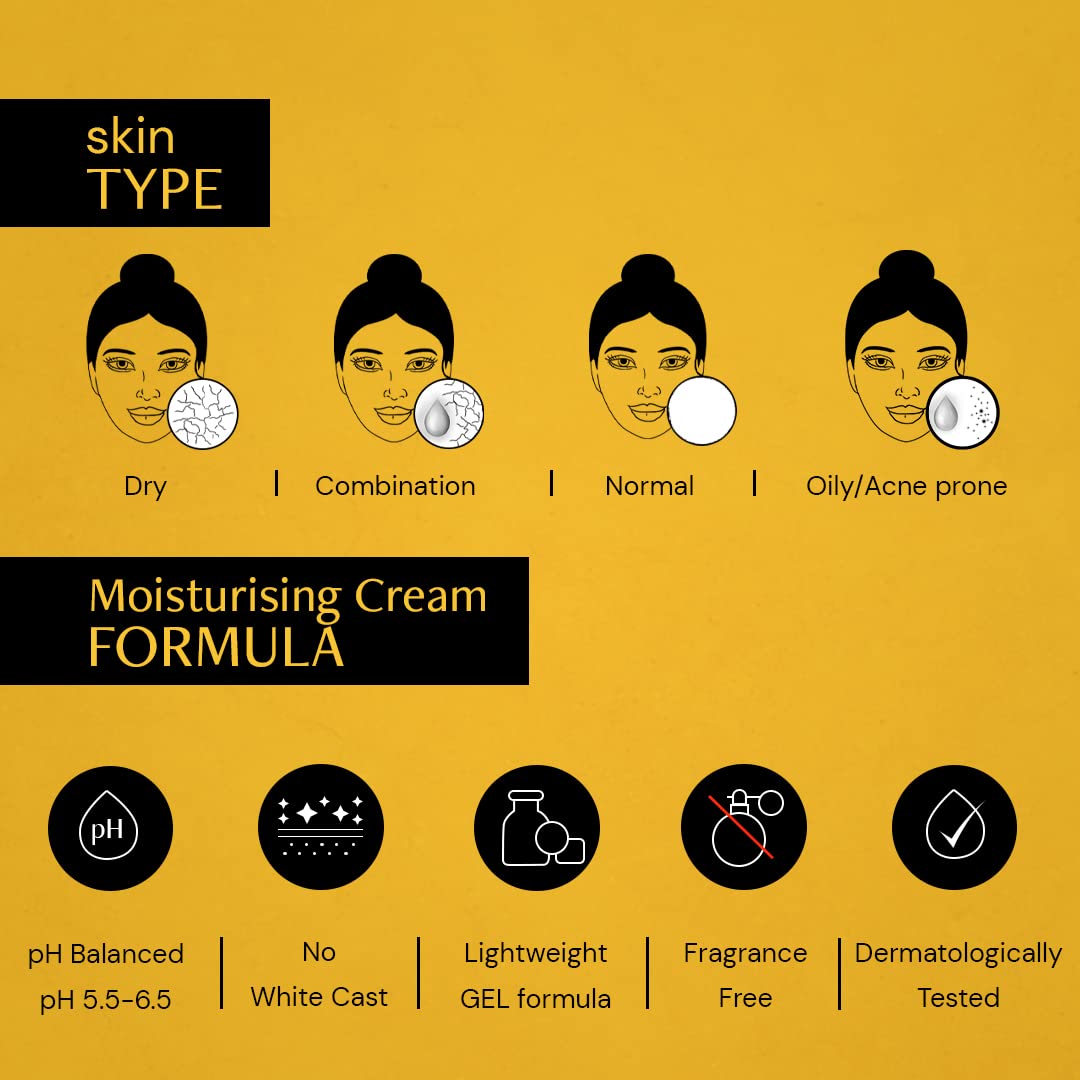 skin
TYPE
Dry | Combination | Normal | Oily/Acne prone
Moisturising Cream
FORMULA
pH
pH Balanced
pH 5.5-6.5
No
White Cast
Lightweight
GEL formula
Fragrance
Free
Dermatologically
Tested